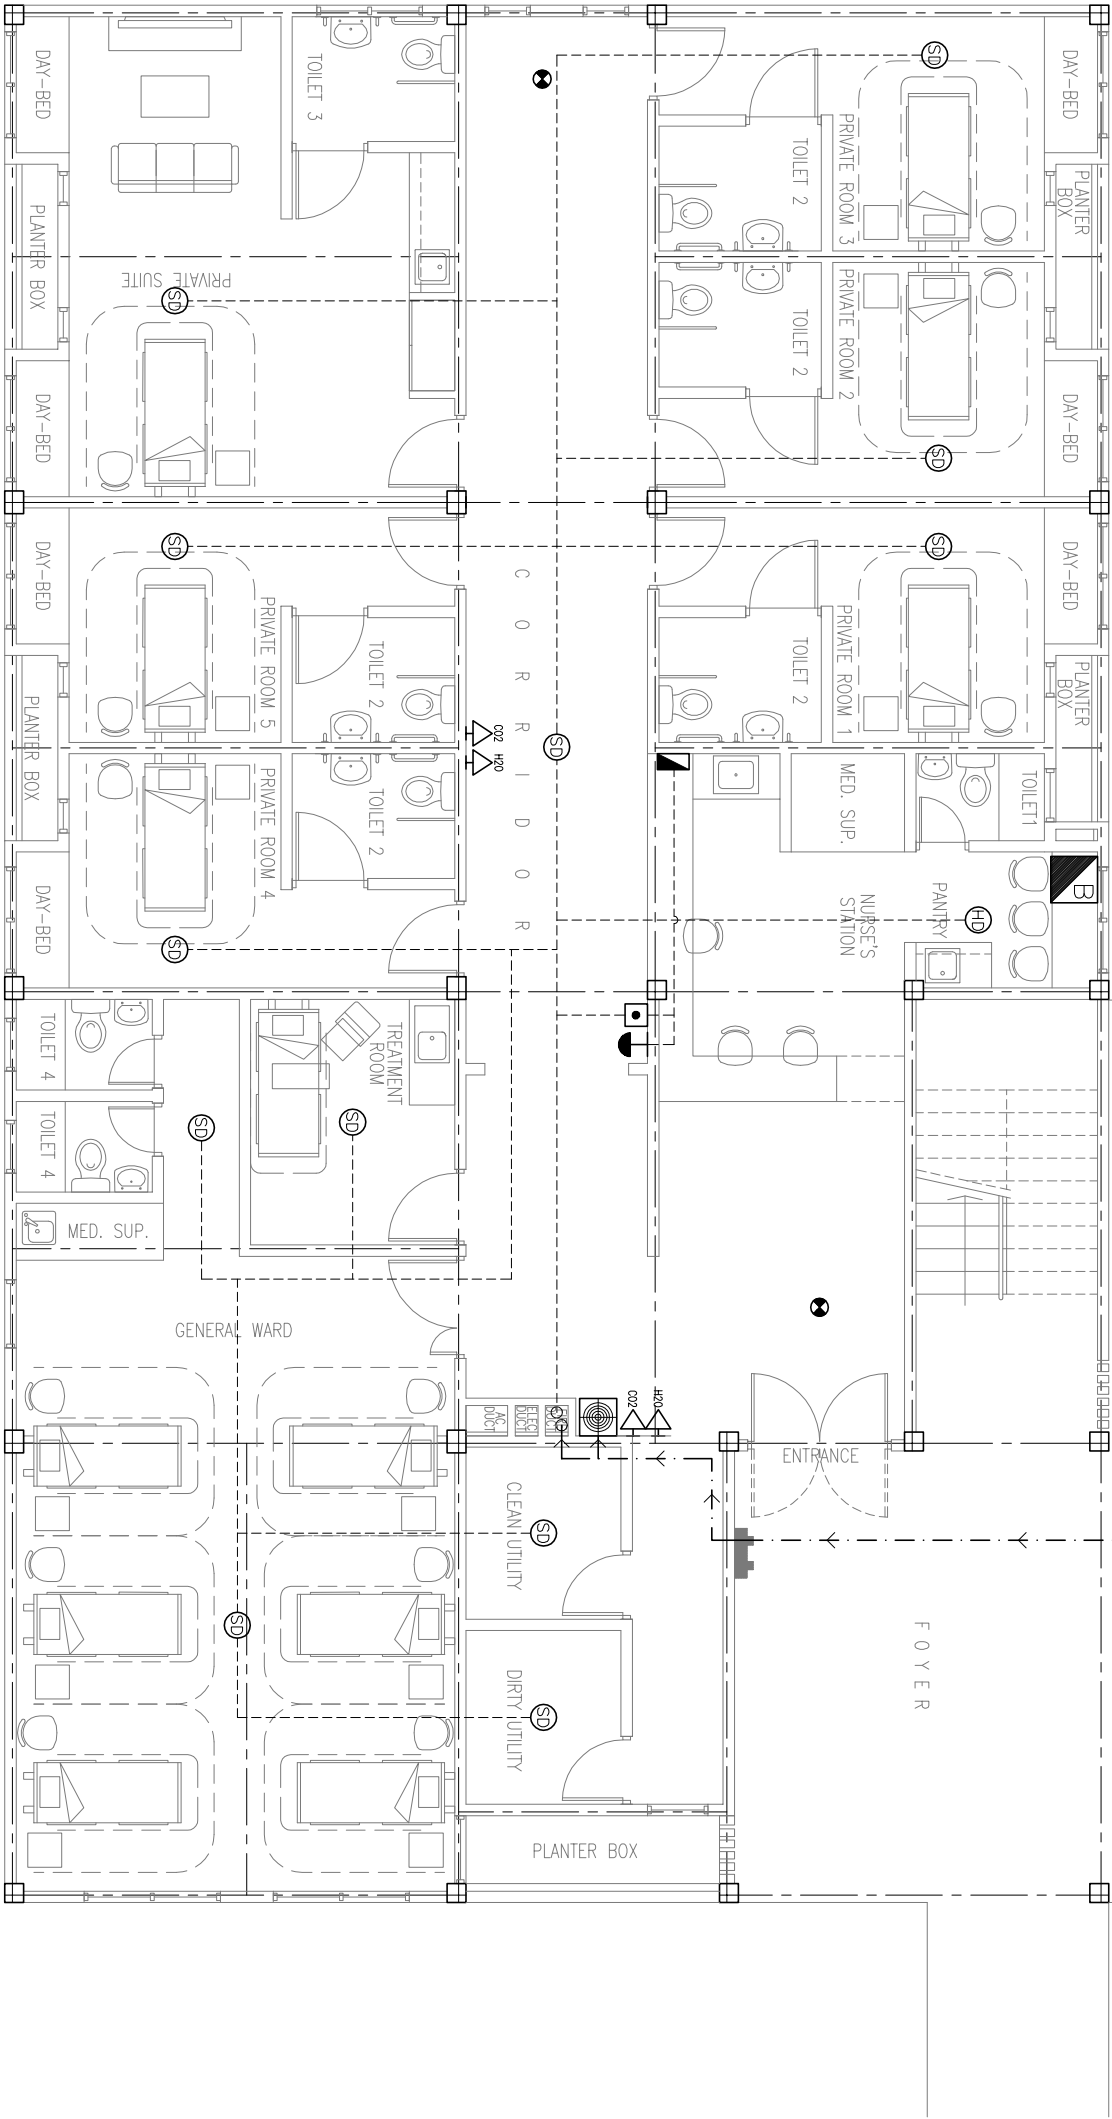 DAY-BED
TOILET 3
SD
DAY-BED
PLANTER BOX
PRIVATE SUITE
SD
PRIVATE ROOM 3
TOILET 2
PLANTER
BOX
DAY-BED
TOILET 2
PRIVATE ROOM 2
DAY-BED
SD
SD
SD
DAY-BED
PRIVATE ROOM 5
TOILET 2
CORRIDOR
TOILET 2
PRIVATE ROOM 1
DAY-BED
PLANTER
BOX
PLANTER BOX
CO2
H2O
SD
PRIVATE ROOM 4
TOILET 2
MED. SUP.
TOILET 1
DAY-BED
B
SD
NURSE'S
STATION
PANTRY
HD
TOILET 4
TREATMENT
ROOM
TOILET 4
SD
SD
MED. SUP.
GENERAL WARD
AC
DUCT
ELEC
DUCT
DUCT
CO2
H2O
ENTRANCE
CLEAN UTILITY
SD
SD
FOYER
DIRTY UTILITY
SD
PLANTER BOX